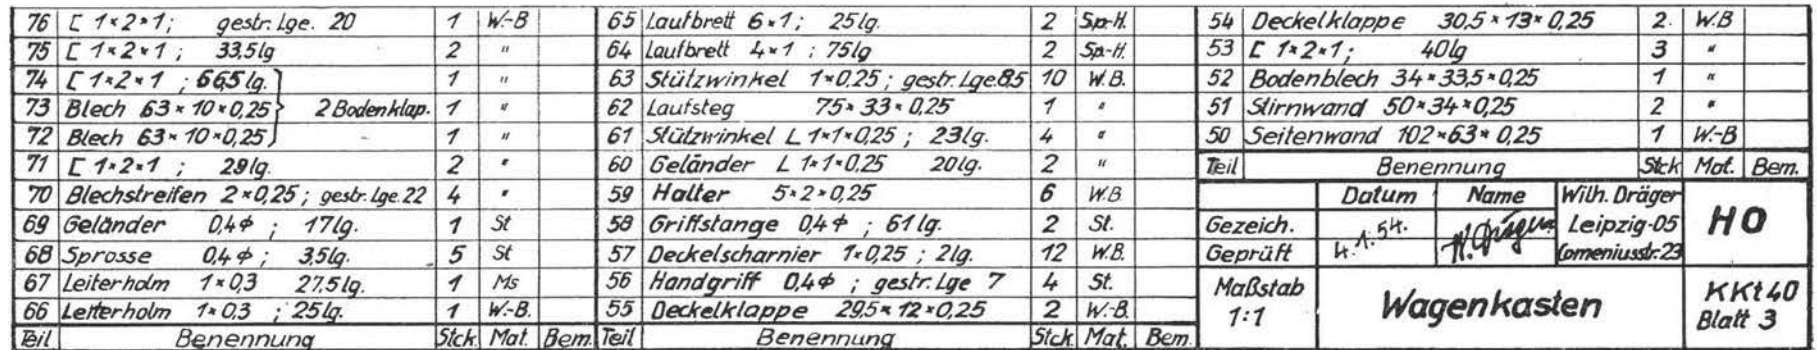 76 [ 1×2×1; gestr. Lge. 20 1 W.-B
75 [ 1×2×1; 33,5lg 2 "
74 [ 1×2×1; 66,5lg. 1 "
73 Blech 63×10×0,25 2 Bodenklap. 1 "
72 Blech 63×10×0,25 1 "
71 [ 1×2×1; 29lg. 2 "
70 Blechstreifen 2×0,25; gestr. Lge 22 4 "
69 Geländer 0,4ϕ; 17lg. 1 St
68 Sprosse 0,4ϕ; 3,5lg. 5 St
67 Leiterholm 1×0,3 27,5lg. 1 Ms
66 Leiterholm 1×0,3; 25lg. 1 W.-B.
Teil Benennung Stck. Mat. Bem.
65 Laufbrett 6×1; 25lg. 2 Sp.-H.
64 Laufbrett 4×1; 75lg 2 Sp.-H.
63 Stützwinkel 1×0,25; gestr. Lge 8,5 10 W.B.
62 Laufsteg 75×33×0,25 1 "
61 Stützwinkel L 1×1×0,25; 23lg. 4 "
60 Geländer L 1×1×0,25 20lg. 2 "
59 Halter 5×2×0,25 6 W.B
58 Griffstange 0,4ϕ; 61lg. 2 St.
57 Deckelscharnier 1×0,25; 2lg. 12 W.B.
56 Handgriff 0,4ϕ; gestr. Lge 7 4 St.
55 Deckelklappe 29,5×12×0,25 2 W.-B.
Teil Benennung Stck. Mat. Bem.
54 Deckelklappe 30,5×13×0,25 2. W.B
53 [ 1×2×1; 40lg 3 "
52 Bodenblech 34×33,5×0,25 1 "
51 Stirnwand 50×34×0,25 2 "
50 Seitenwand 102×63×0,25 1 W.-B
Teil Benennung Stck Mat. Bem.
Datum Name Wilh. Dräger
Gezeich. 4.1.54. Leipzig-O5 H0
Geprüft Comeniusstr. 23
Maßstab
1:1
Wagenkasten
KKt 40
Blatt 3